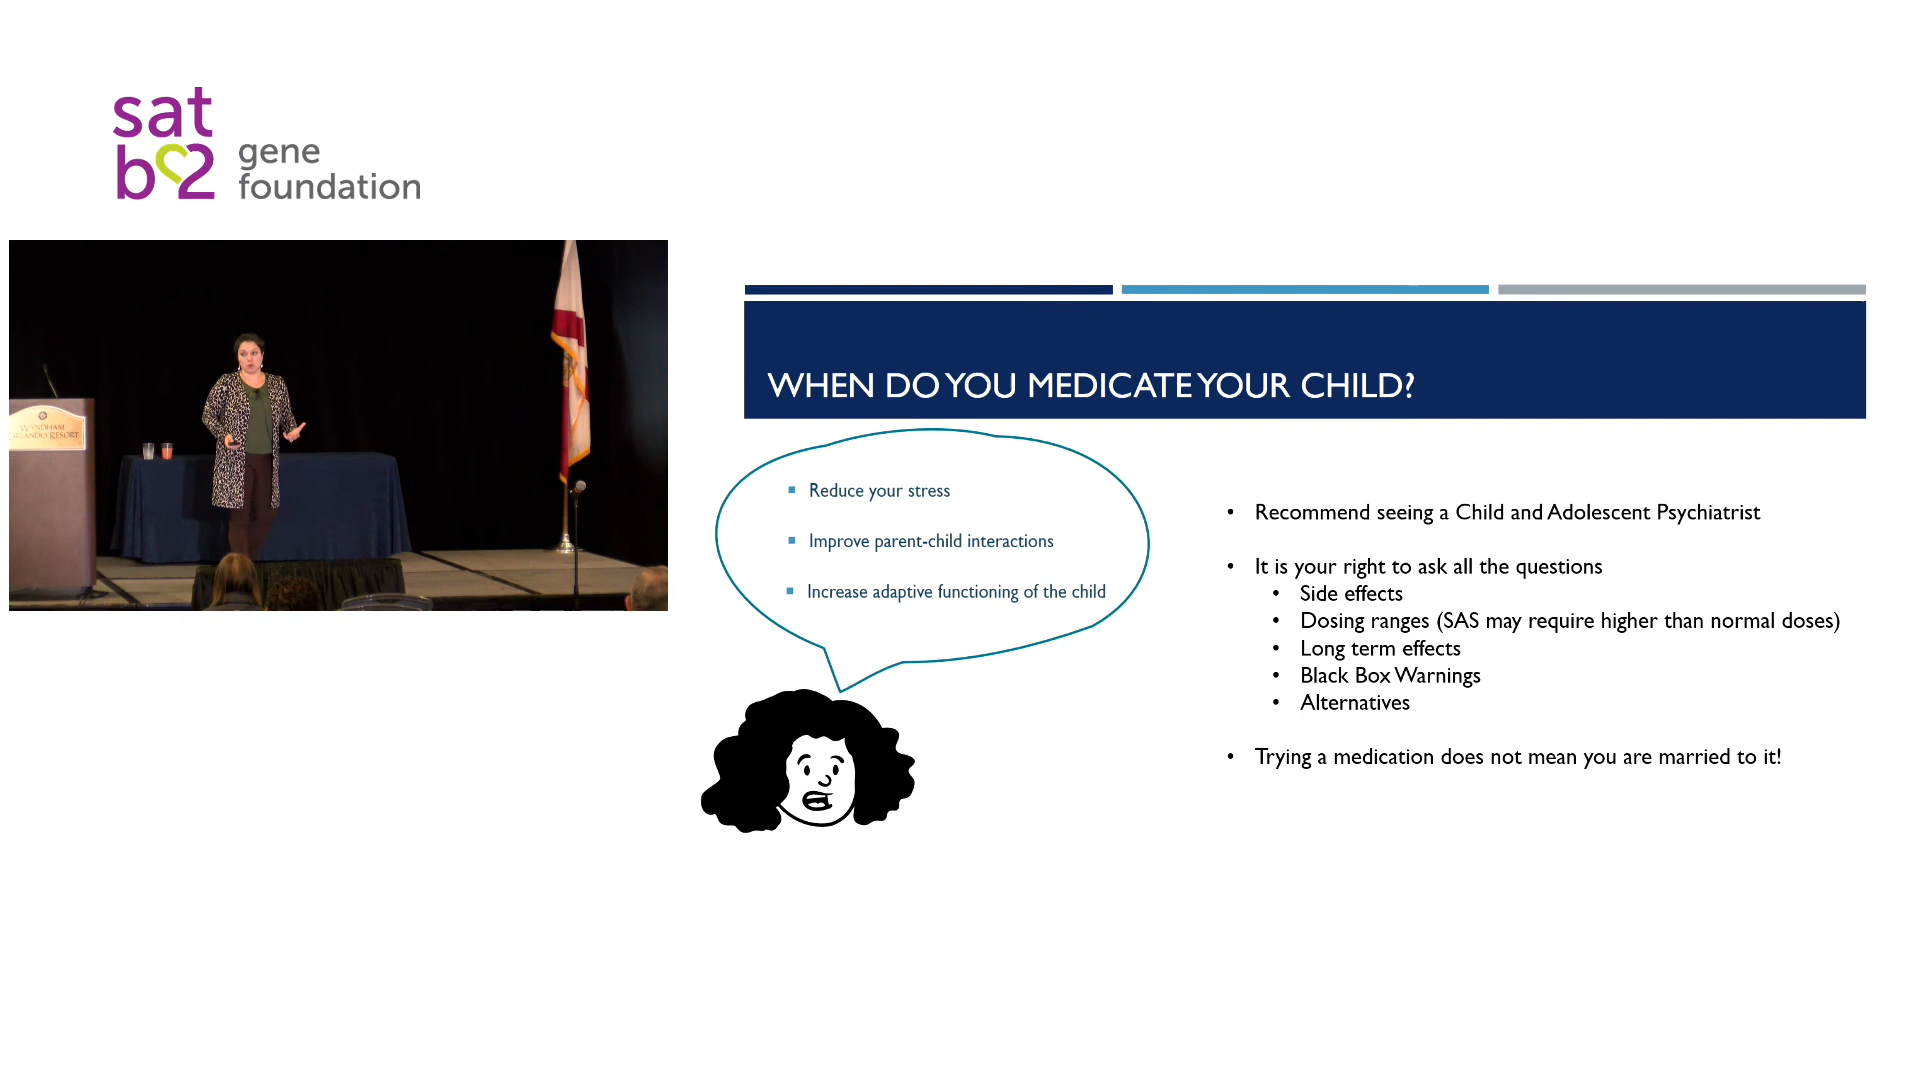 sat
b2 gene
foundation
WYNDHAM
ORLANDO RESORT
WHEN DO YOU MEDICATE YOUR CHILD?
▪ Reduce your stress
▪ Improve parent-child interactions
▪ Increase adaptive functioning of the child
• Recommend seeing a Child and Adolescent Psychiatrist
• It is your right to ask all the questions
• Side effects
• Dosing ranges (SAS may require higher than normal doses)
• Long term effects
• Black Box Warnings
• Alternatives
• Trying a medication does not mean you are married to it!